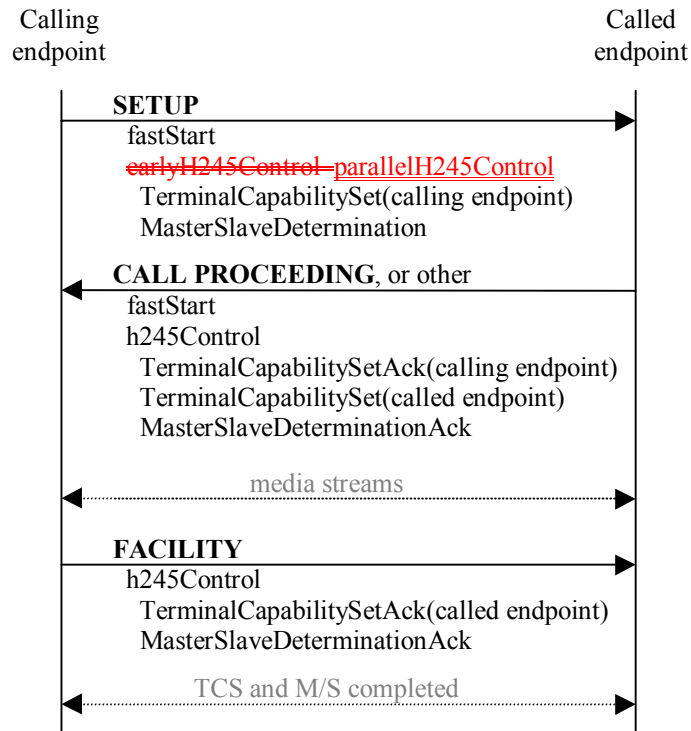 Calling
endpoint
Called
endpoint
SETUP
fastStart
earlyH245Control parallelH245Control
TerminalCapabilitySet(calling endpoint)
MasterSlaveDetermination
CALL PROCEEDING, or other
fastStart
h245Control
TerminalCapabilitySetAck(calling endpoint)
TerminalCapabilitySet(called endpoint)
MasterSlaveDeterminationAck
media streams
FACILITY
h245Control
TerminalCapabilitySetAck(called endpoint)
MasterSlaveDeterminationAck
TCS and M/S completed